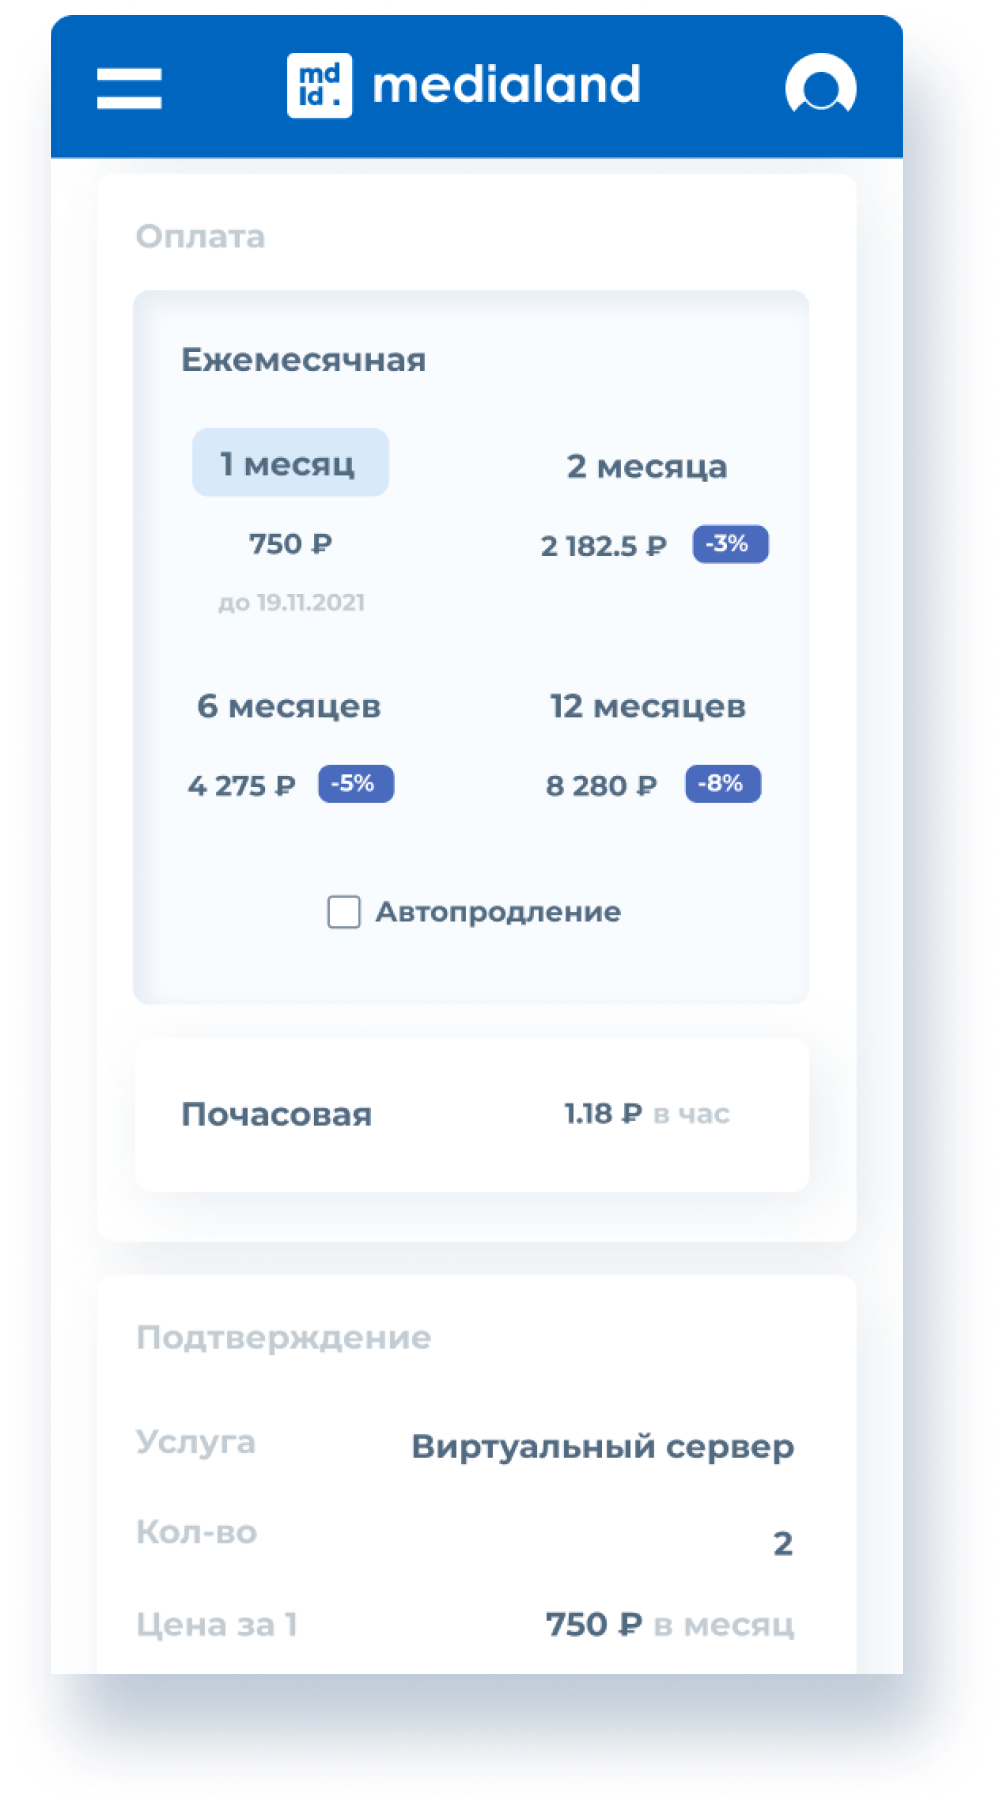 md
ld .
medialand
Оплата
Ежемесячная
1 месяц
2 месяца
750 ₽
2 182.5 ₽ -3%
до 19.11.2021
6 месяцев
12 месяцев
4 275 ₽ -5%
8 280 ₽ -8%
Автопродление
Почасовая
1.18 ₽ в час
Подтверждение
Услуга
Виртуальный сервер
Кол-во
2
Цена за 1
750 ₽ в месяц